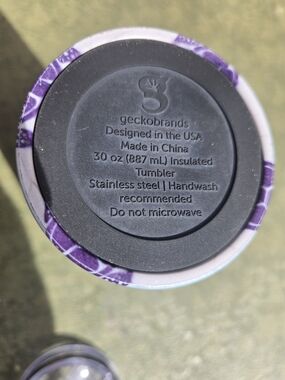 geckobrands
Designed in the USA
Made in China
30 oz (887 mL) Insulated
Tumbler
Stainless steel | Handwash
recommended
Do not microwave